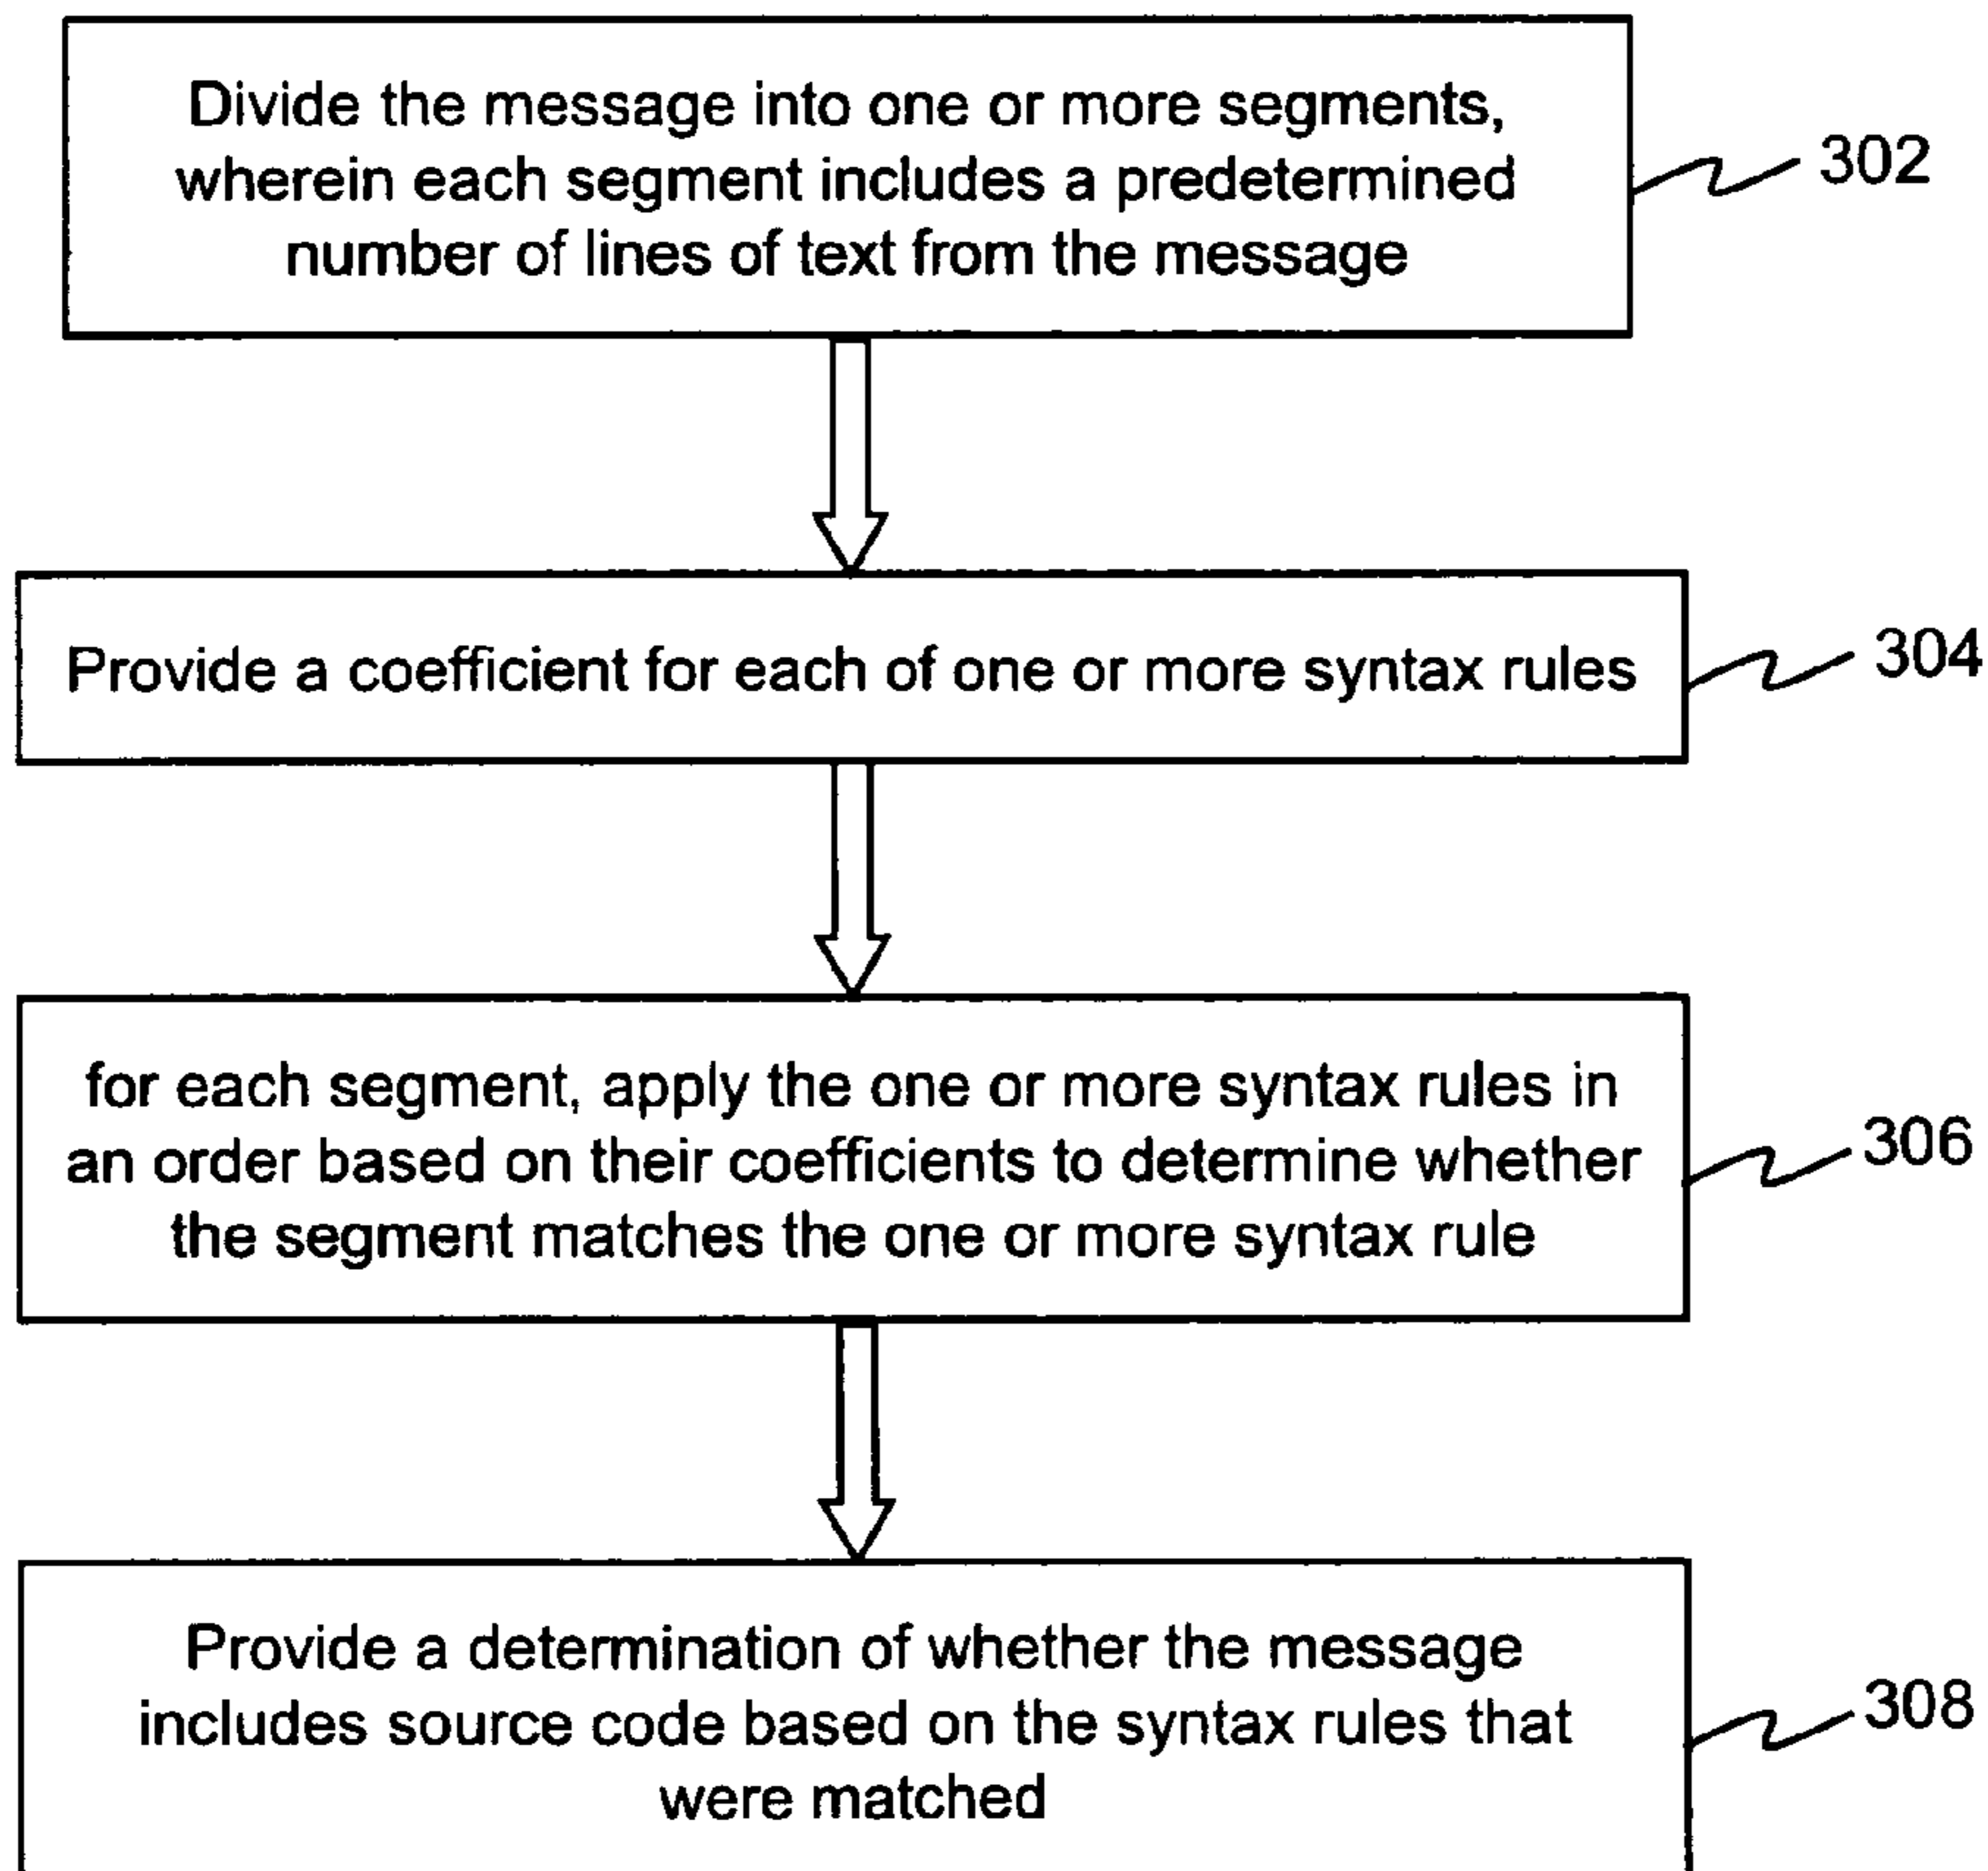 Divide the message into one or more segments,
wherein each segment includes a predetermined
number of lines of text from the message
302
Provide a coefficient for each of one or more syntax rules
304
for each segment, apply the one or more syntax rules in
an order based on their coefficients to determine whether
the segment matches the one or more syntax rule
306
Provide a determination of whether the message
includes source code based on the syntax rules that
were matched
308